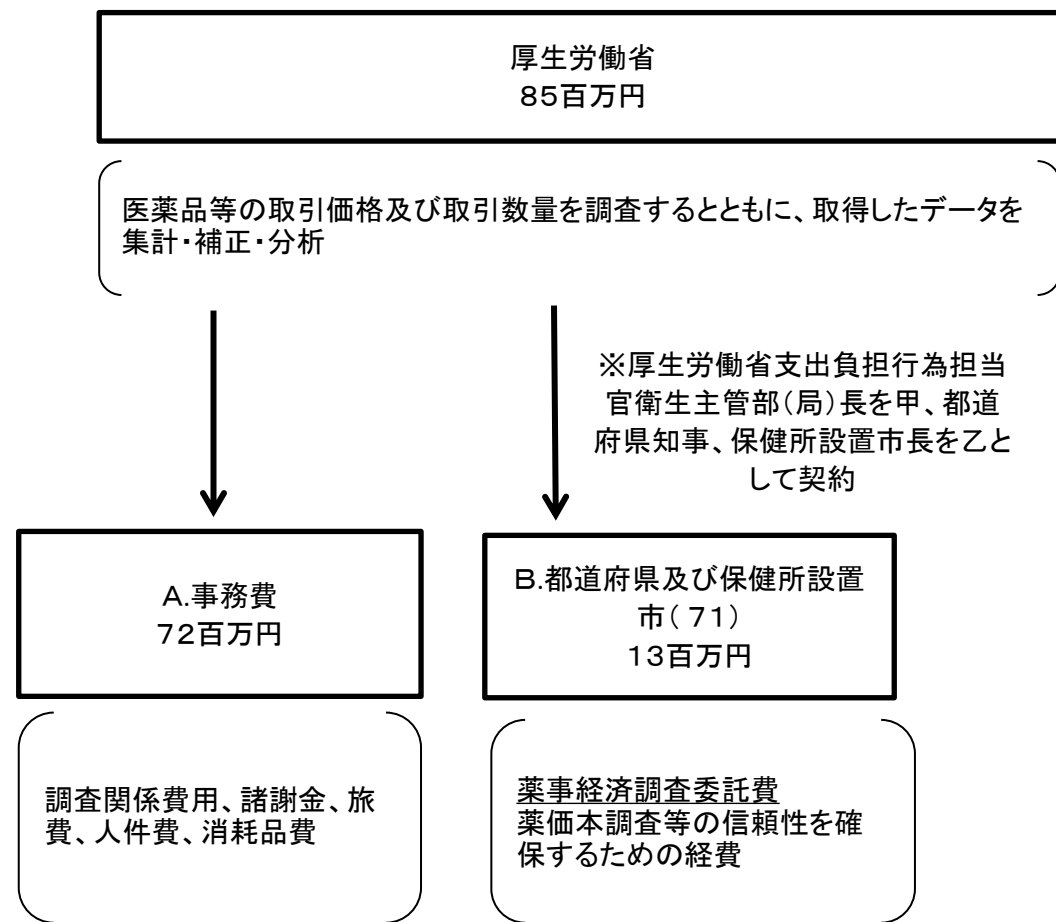 厚生労働省
85百万円
医薬品等の取引価格及び取引数量を調査するとともに、取得したデータを
集計・補正・分析
※厚生労働省支出負担行為担当
官衛生主管部(局)長を甲、都道
府県知事、保健所設置市長を乙と
して契約
A.事務費
72百万円
B.都道府県及び保健所設置
市(71)
13百万円
調査関係費用、諸謝金、旅
費、人件費、消耗品費
薬事経済調査委託費
薬価本調査等の信頼性を確
保するための経費